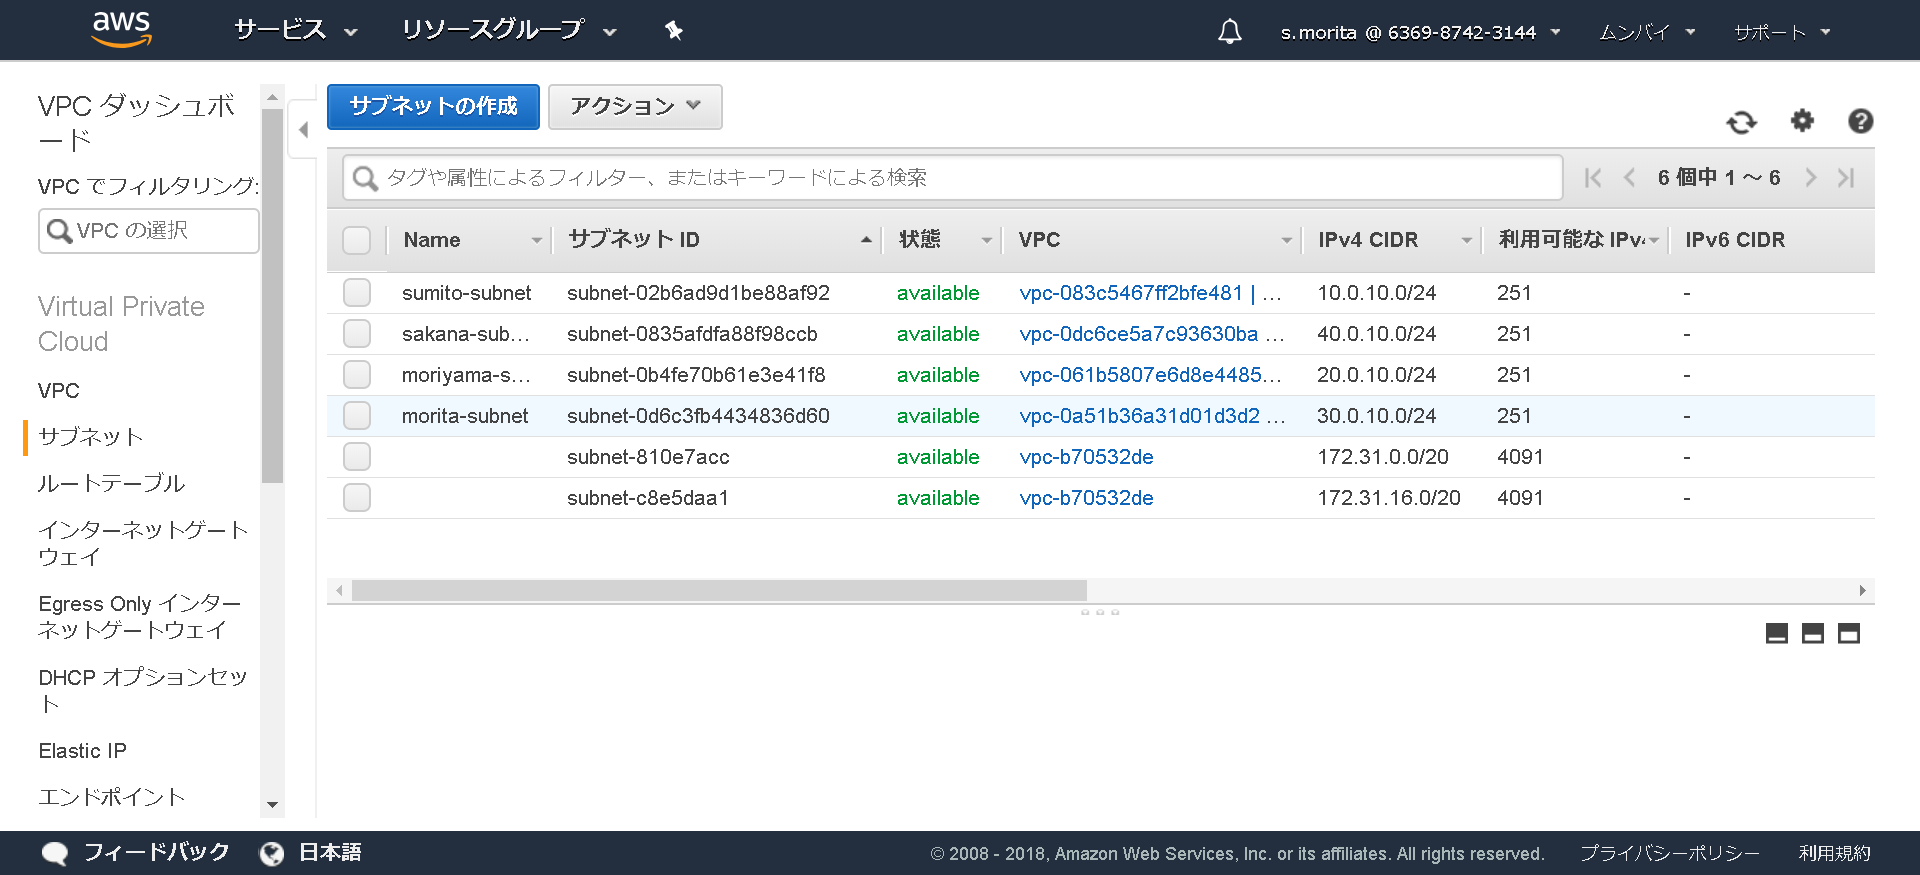 aws サービス リソースグループ s.morita @ 6369-8742-3144 ムンバイ サポート
VPC ダッシュボ
ード
VPC でフィルタリング:
VPC の選択
Virtual Private
Cloud
VPC
サブネット
ルートテーブル
インターネットゲート
ウェイ
Egress Only インター
ネットゲートウェイ
DHCP オプションセッ
ト
Elastic IP
エンドポイント
サブネットの作成 アクション
タグや属性によるフィルター、またはキーワードによる検索 6 個中 1 ～ 6
Name サブネット ID 状態 VPC IPv4 CIDR 利用可能な IPv IPv6 CIDR
sumito-subnet subnet-02b6ad9d1be88af92 available vpc-083c5467ff2bfe481 | … 10.0.10.0/24 251 -
sakana-sub… subnet-0835afdfa88f98ccb available vpc-0dc6ce5a7c93630ba … 40.0.10.0/24 251 -
moriyama-s… subnet-0b4fe70b61e3e41f8 available vpc-061b5807e6d8e4485… 20.0.10.0/24 251 -
morita-subnet subnet-0d6c3fb4434836d60 available vpc-0a51b36a31d01d3d2 … 30.0.10.0/24 251 -
subnet-810e7acc available vpc-b70532de 172.31.0.0/20 4091 -
subnet-c8e5daa1 available vpc-b70532de 172.31.16.0/20 4091 -
フィードバック 日本語 © 2008 - 2018, Amazon Web Services, Inc. or its affiliates. All rights reserved. プライバシーポリシー 利用規約